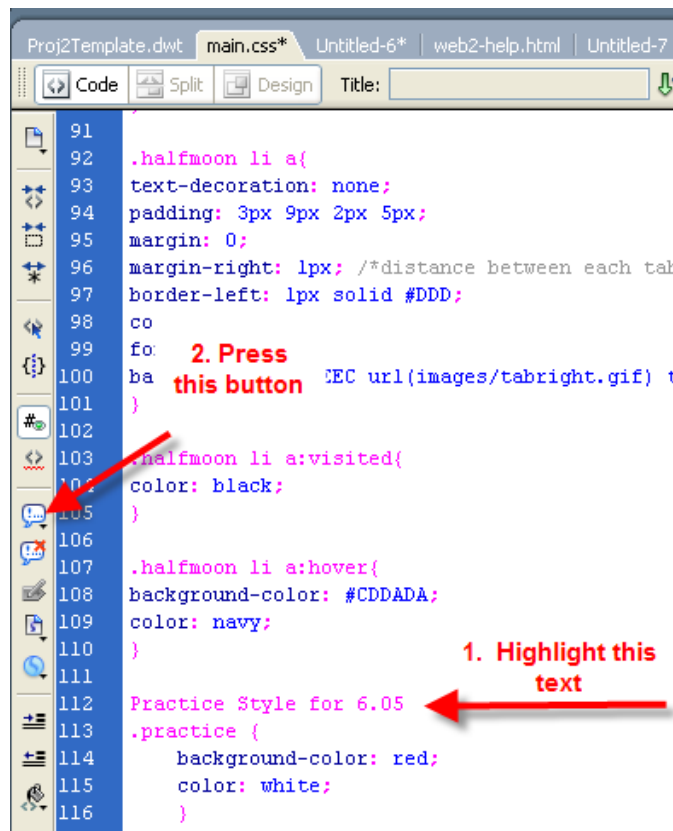 Proj2Template.dwt main.css* Untitled-6* web2-help.html Untitled-7
Code Split Design Title:
91
92 .halfmoon li a{
93 text-decoration: none;
94 padding: 3px 9px 2px 5px;
95 margin: 0;
96 margin-right: 1px; /*distance between each tab
97 border-left: 1px solid #DDD;
98 co
99 fo
100 ba CEC url(images/tabright.gif) t
101 }
102
103 .halfmoon li a:visited{
104 color: black;
105 }
106
107 .halfmoon li a:hover{
108 background-color: #CDDADA;
109 color: navy;
110 }
111
112 Practice Style for 6.05
113 .practice {
114 background-color: red;
115 color: white;
116 }
2. Press
this button
1. Highlight this
text